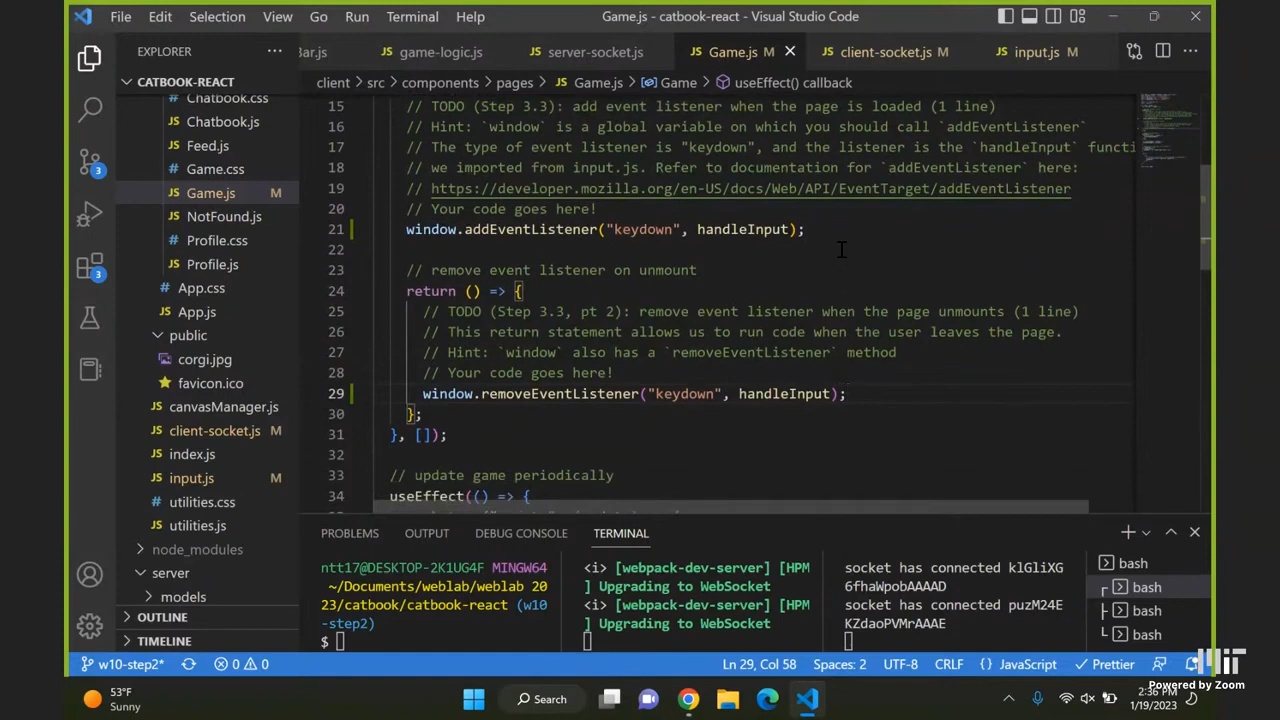 File Edit Selection View Go Run Terminal Help
Game.js - catbook-react - Visual Studio Code
EXPLORER
Bar.js game-logic.js server-socket.js Game.js M client-socket.js M input.js M
CATBOOK-REACT
client > src > components > pages > Game.js > Game > useEffect() callback
Chatbook.css
Chatbook.js
Feed.js
Game.css
Game.js M
NotFound.js
Profile.css
Profile.js
App.css
App.js
public
corgi.jpg
favicon.ico
canvasManager.js
client-socket.js M
index.js
input.js M
utilities.css
utilities.js
node_modules
server
models
OUTLINE
TIMELINE
3
3
15 // TODO (Step 3.3): add event listener when the page is loaded (1 line)
16 // Hint: `window` is a global variable on which you should call `addEventListener`
17 // The type of event listener is "keydown", and the listener is the `handleInput` functi
18 // we imported from input.js. Refer to documentation for `addEventListener` here:
19 // https://developer.mozilla.org/en-US/docs/Web/API/EventTarget/addEventListener
20 // Your code goes here!
21 window.addEventListener("keydown", handleInput);
22
23 // remove event listener on unmount
24 return () => {
25 // TODO (Step 3.3, pt 2): remove event listener when the page unmounts (1 line)
26 // This return statement allows us to run code when the user leaves the page.
27 // Hint: `window` also has a `removeEventListener` method
28 // Your code goes here!
29 window.removeEventListener("keydown", handleInput);
30 };
31 }, []);
32
33 // update game periodically
34 useEffect(() => {
PROBLEMS OUTPUT DEBUG CONSOLE TERMINAL
ntt17@DESKTOP-2K1UG4F MINGW64
~/Documents/weblab/weblab 20
23/catbook/catbook-react (w10
-step2)
$
<i> [webpack-dev-server] [HPM
] Upgrading to WebSocket
<i> [webpack-dev-server] [HPM
] Upgrading to WebSocket
socket has connected klGliXG
6fhaWpobAAAAD
socket has connected puzM24E
KZdaoPVMrAAAE
bash
bash
bash
bash
w10-step2* 0 0 Ln 29, Col 58 Spaces: 2 UTF-8 CRLF {} JavaScript Prettier
MIT
Powered by Zoom
53°F
Sunny
Search
2:36 PM
1/19/2023